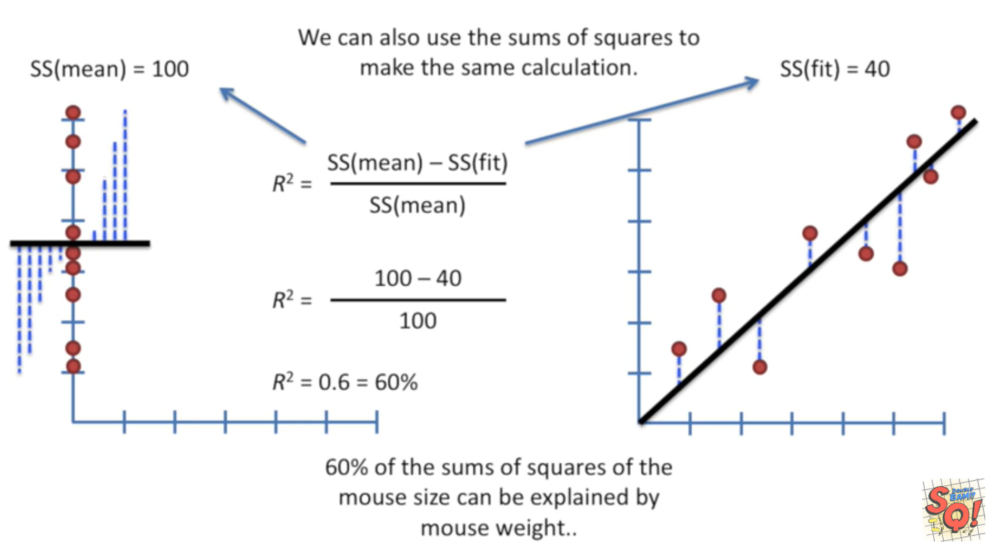 We can also use the sums of squares to
make the same calculation.
SS(mean) = 100
SS(fit) = 40
SS(mean) – SS(fit)
R² =
SS(mean)
100 – 40
R² =
100
R² = 0.6 = 60%
60% of the sums of squares of the
mouse size can be explained by
mouse weight..
DOUBLE
BAM!!
SQ!